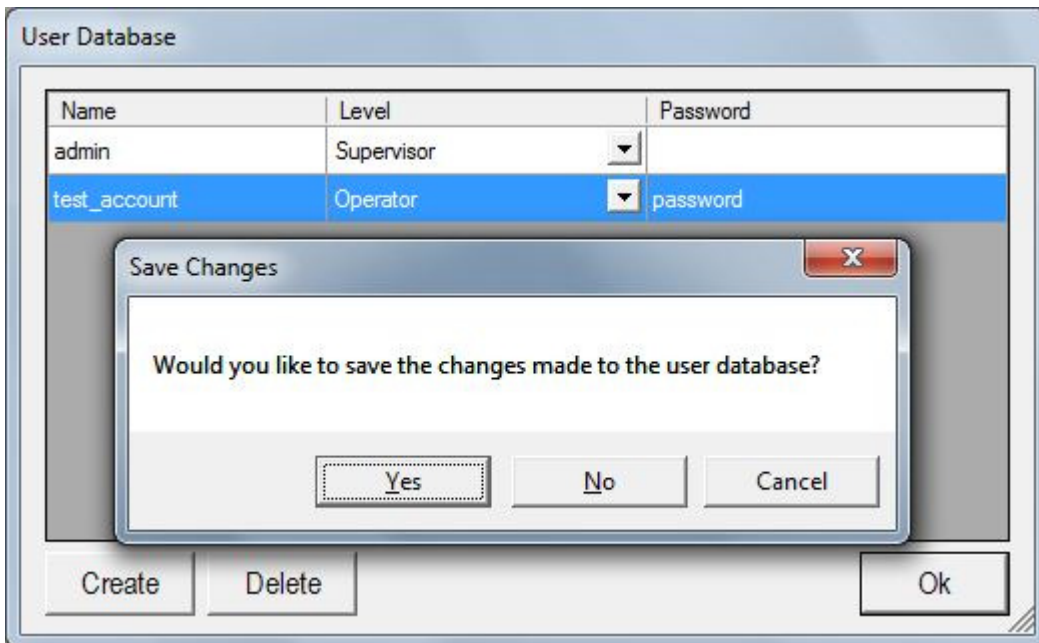 User Database
Name Level Password
admin Supervisor
test_account Operator password
Save Changes
Would you like to save the changes made to the user database?
Yes No Cancel
Create Delete Ok